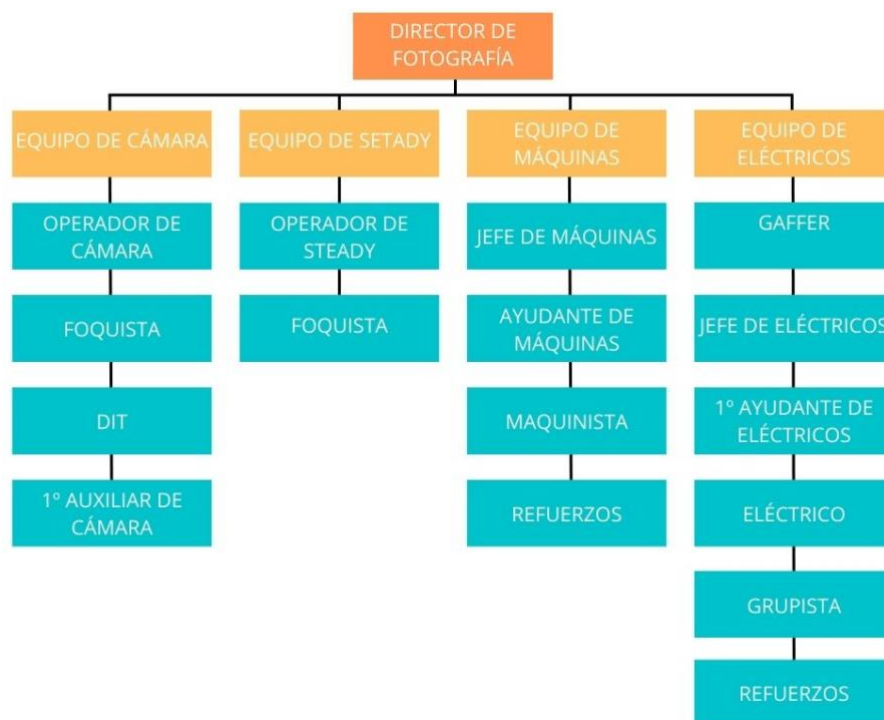 DIRECTOR DE
FOTOGRAFÍA
EQUIPO DE CÁMARA
EQUIPO DE SETADY
EQUIPO DE
MÁQUINAS
EQUIPO DE
ELÉCTRICOS
OPERADOR DE
CÁMARA
OPERADOR DE
STEADY
JEFE DE MÁQUINAS
GAFFER
FOQUISTA
FOQUISTA
AYUDANTE DE
MÁQUINAS
JEFE DE ELÉCTRICOS
DIT
MAQUINISTA
1º AYUDANTE DE
ELÉCTRICOS
1º AUXILIAR DE
CÁMARA
REFUERZOS
ELÉCTRICO
GRUPISTA
REFUERZOS